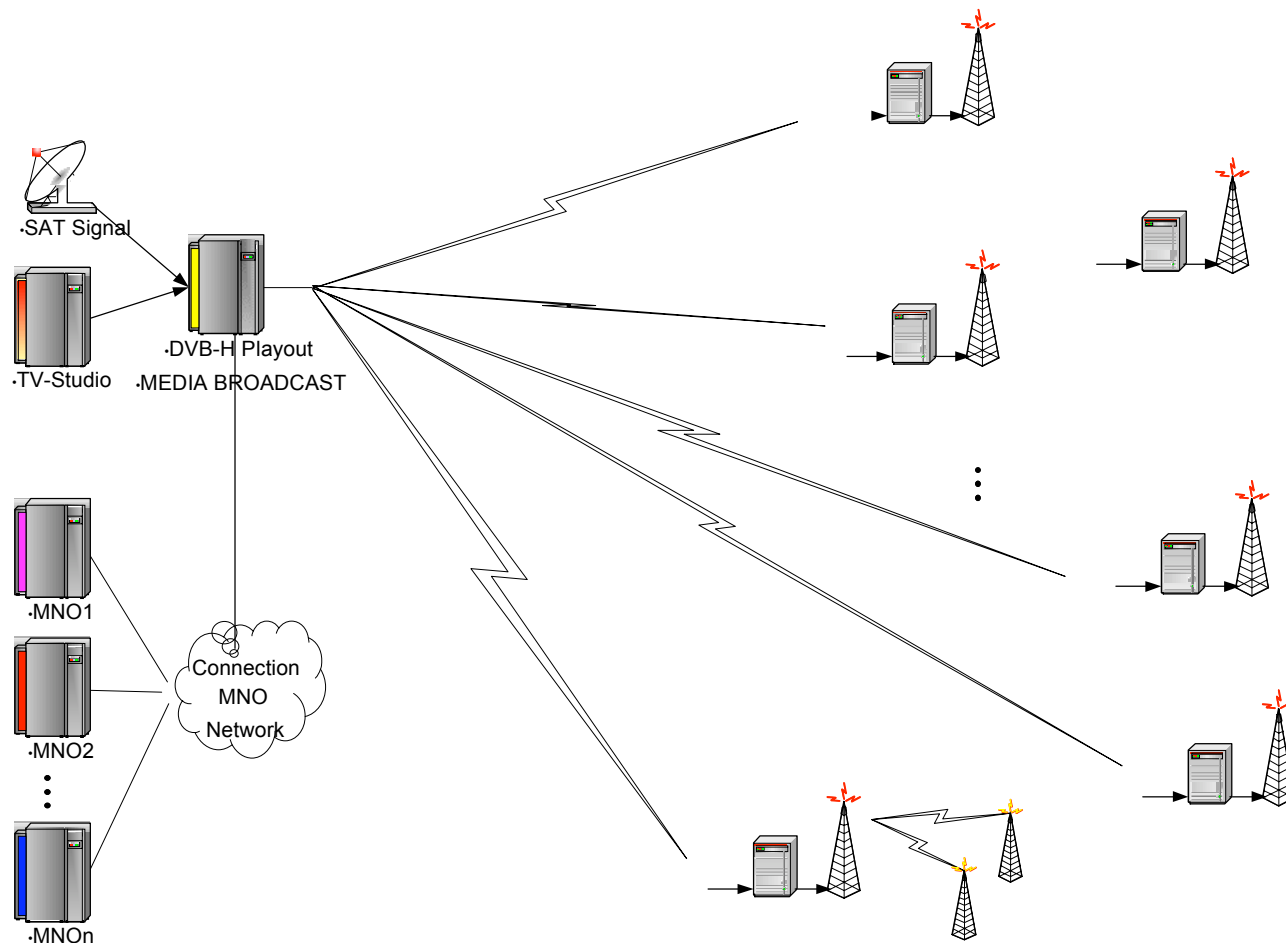 ·SAT Signal
·TV-Studio
·DVB-H Playout
·MEDIA BROADCAST
·MNO1
·MNO2
·MNOn
Connection
MNO
Network